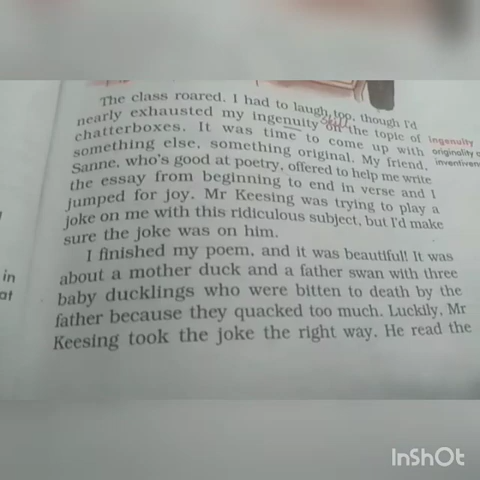 The class roared. I had to laugh too, though I'd
nearly exhausted my ingenuity on the topic of
chatterboxes. It was time to come up with
something else, something original. My friend,
Sanne, who's good at poetry, offered to help me write
the essay from beginning to end in verse and I
jumped for joy. Mr Keesing was trying to play a
joke on me with this ridiculous subject, but I'd make
sure the joke was on him.
I finished my poem, and it was beautiful! It was
about a mother duck and a father swan with three
baby ducklings who were bitten to death by the
father because they quacked too much. Luckily, Mr
Keesing took the joke the right way. He read the
skill
ingenuity
originality
in
at
InShOt